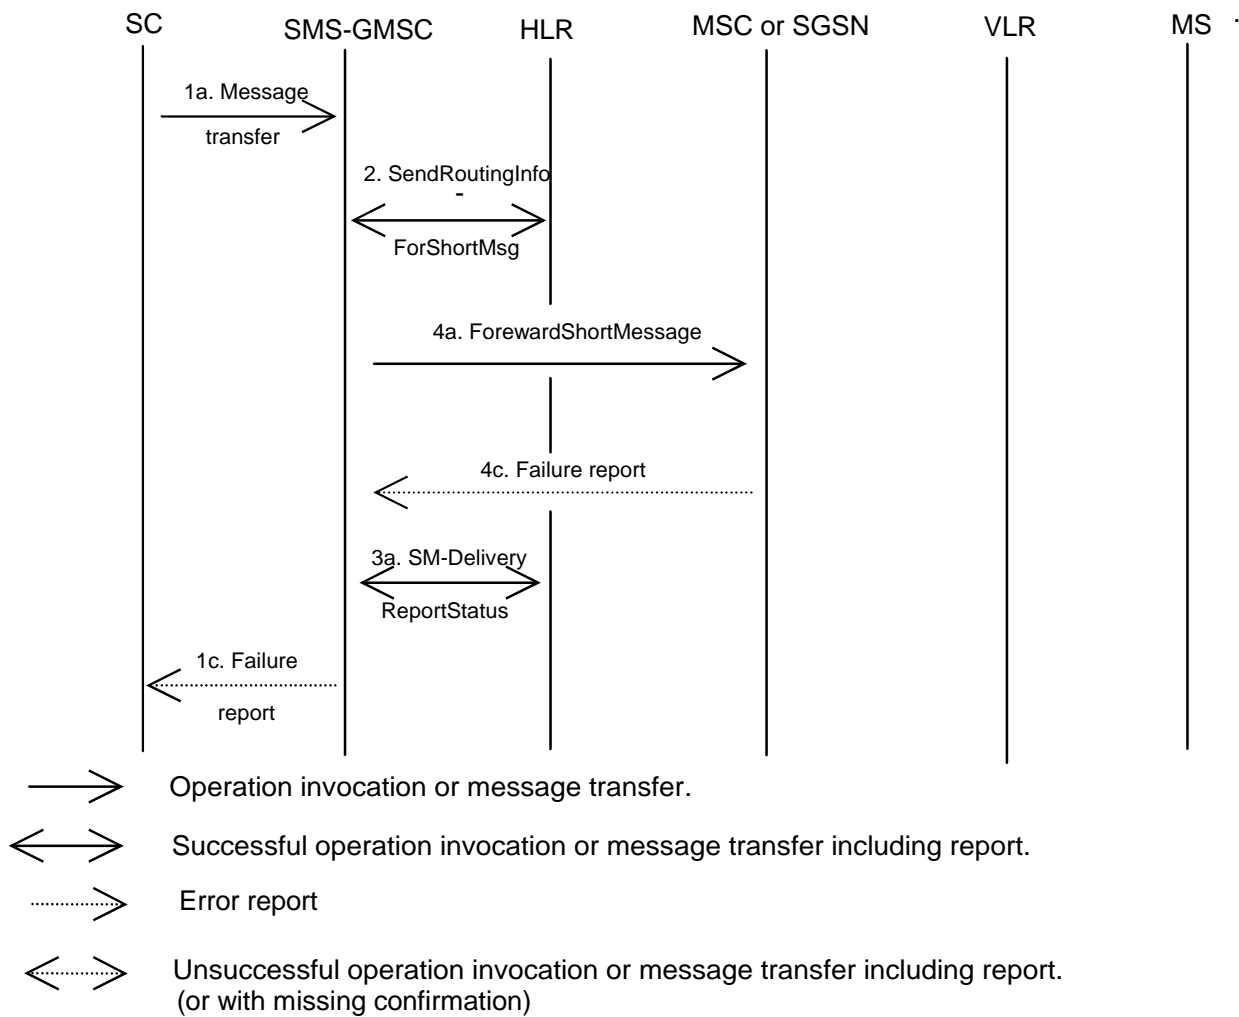 SC
SMS-GMSC
HLR
MSC or SGSN
VLR
MS
1a. Message
transfer
2. SendRoutingInfo
-
ForShortMsg
4a. ForewardShortMessage
4c. Failure report
3a. SM-Delivery
ReportStatus
1c. Failure
report
Operation invocation or message transfer.
Successful operation invocation or message transfer including report.
Error report
Unsuccessful operation invocation or message transfer including report.
(or with missing confirmation)